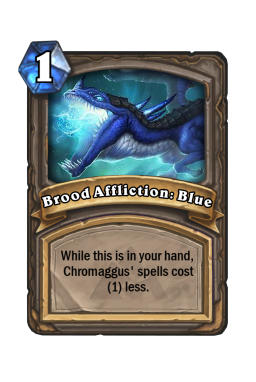 1
Brood Affliction: Blue
While this is in your hand,
Chromaggus' spells cost
(1) less.